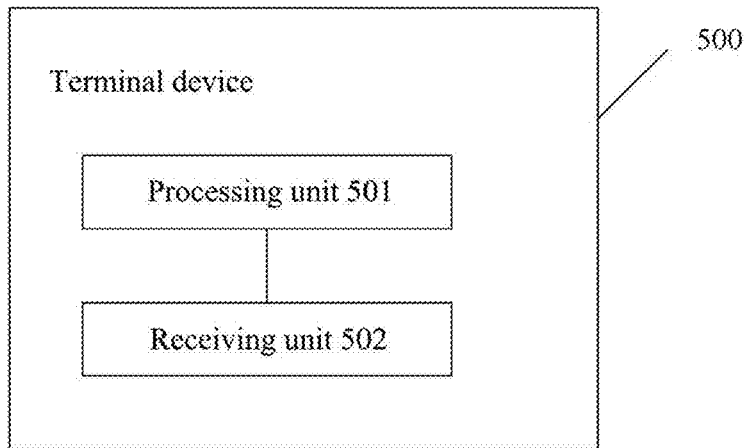 500
Terminal device
Processing unit 501
Receiving unit 502